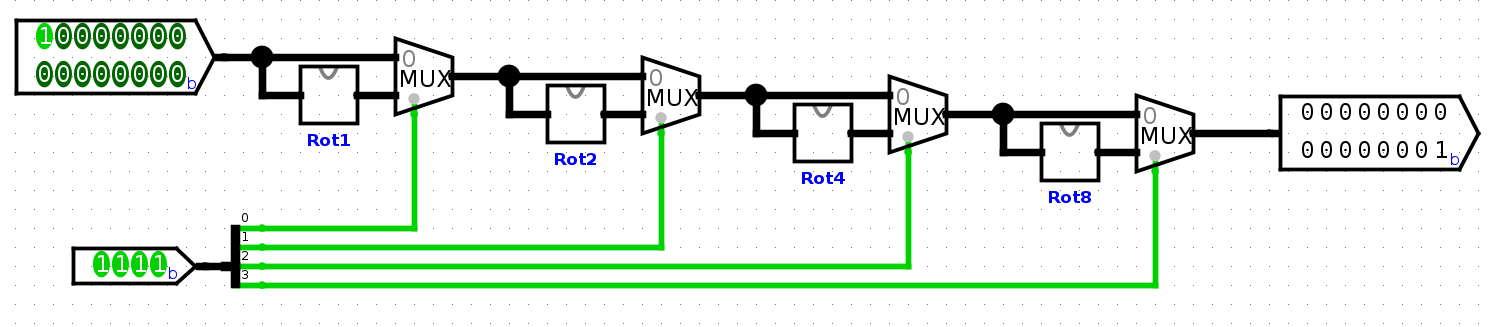 10000000
00000000b
0 MUX
Rot1
0 MUX
Rot2
0 MUX
Rot4
0 MUX
Rot8
00000000
00000001b
1111b
0
1
2
3